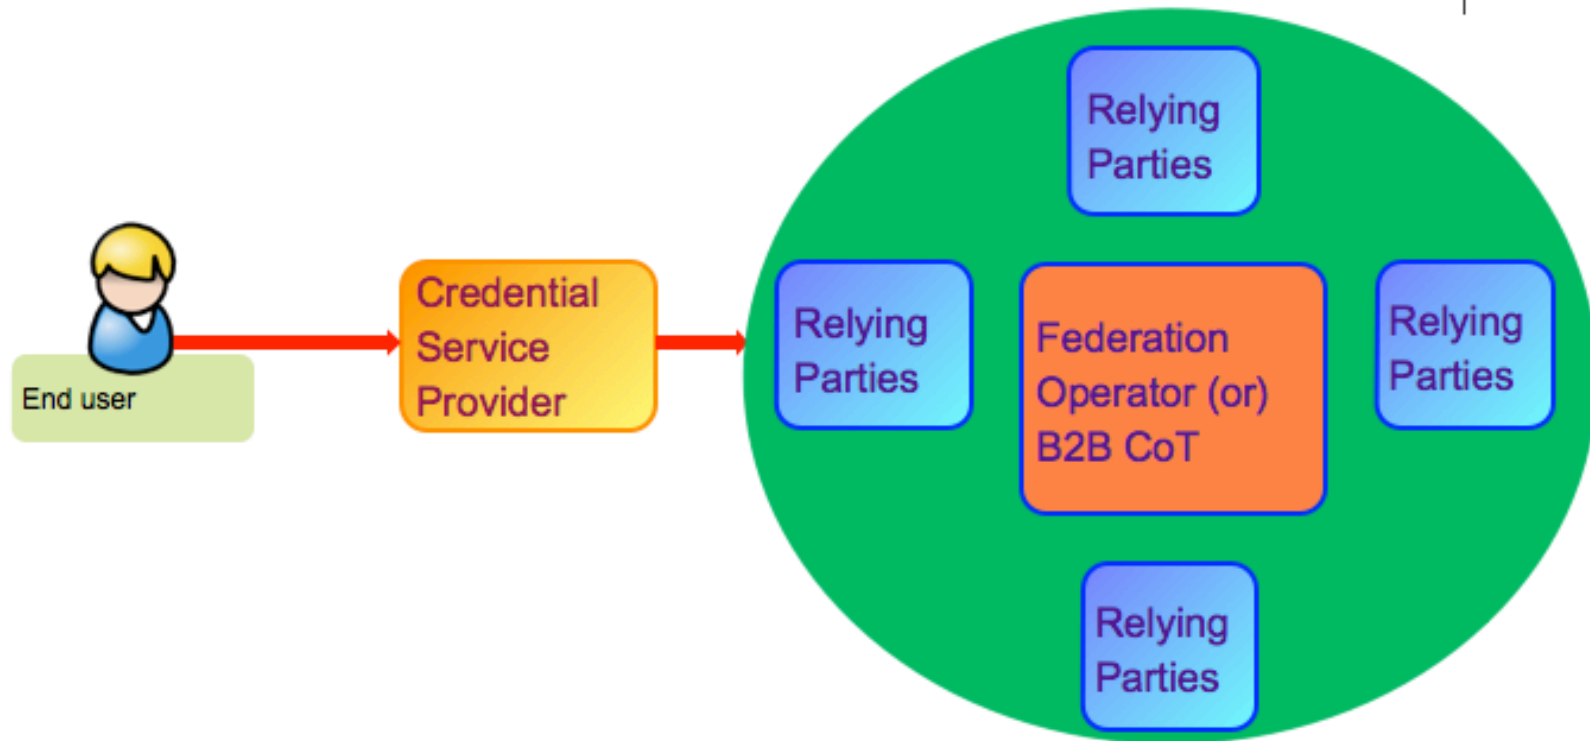 End user
Credential
Service
Provider
Relying
Parties
Relying
Parties
Federation
Operator (or)
B2B CoT
Relying
Parties
Relying
Parties